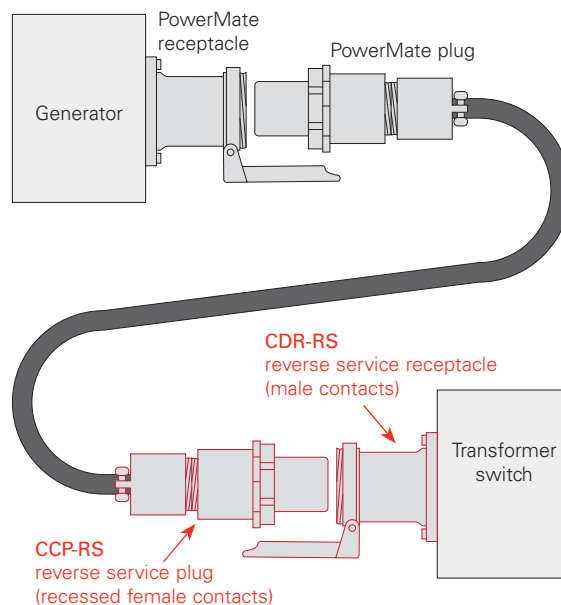 PowerMate
receptacle
PowerMate plug
Generator
CDR-RS
reverse service receptacle
(male contacts)
Transformer
switch
CCP-RS
reverse service plug
(recessed female contacts)